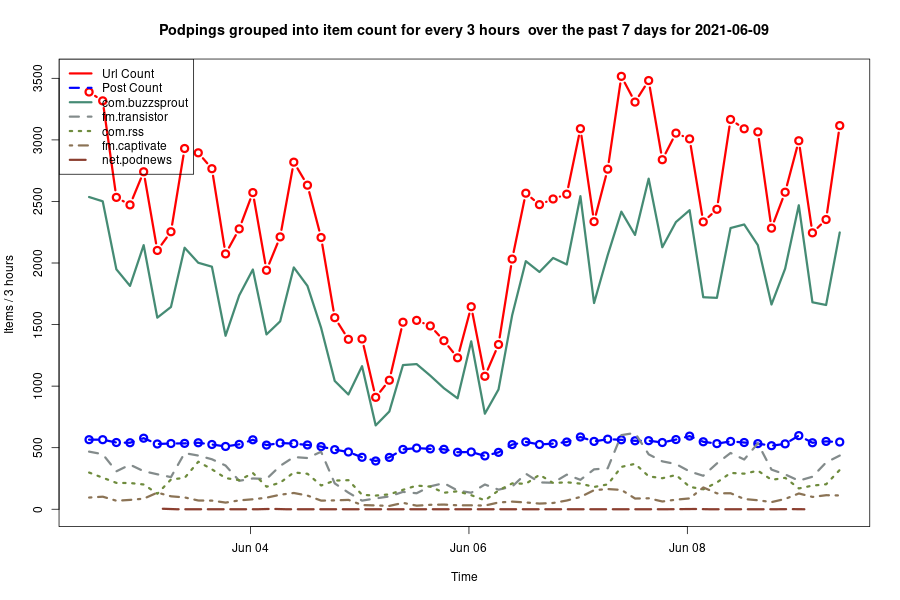 Podpings grouped into item count for every 3 hours  over the past 7 days for 2021-06-09
Url Count
Post Count
com.buzzsprout
fm.transistor
com.rss
fm.captivate
net.podnews
3500
3000
2500
2000
1500
1000
500
0
Items / 3 hours
Jun 04
Jun 06
Jun 08
Time